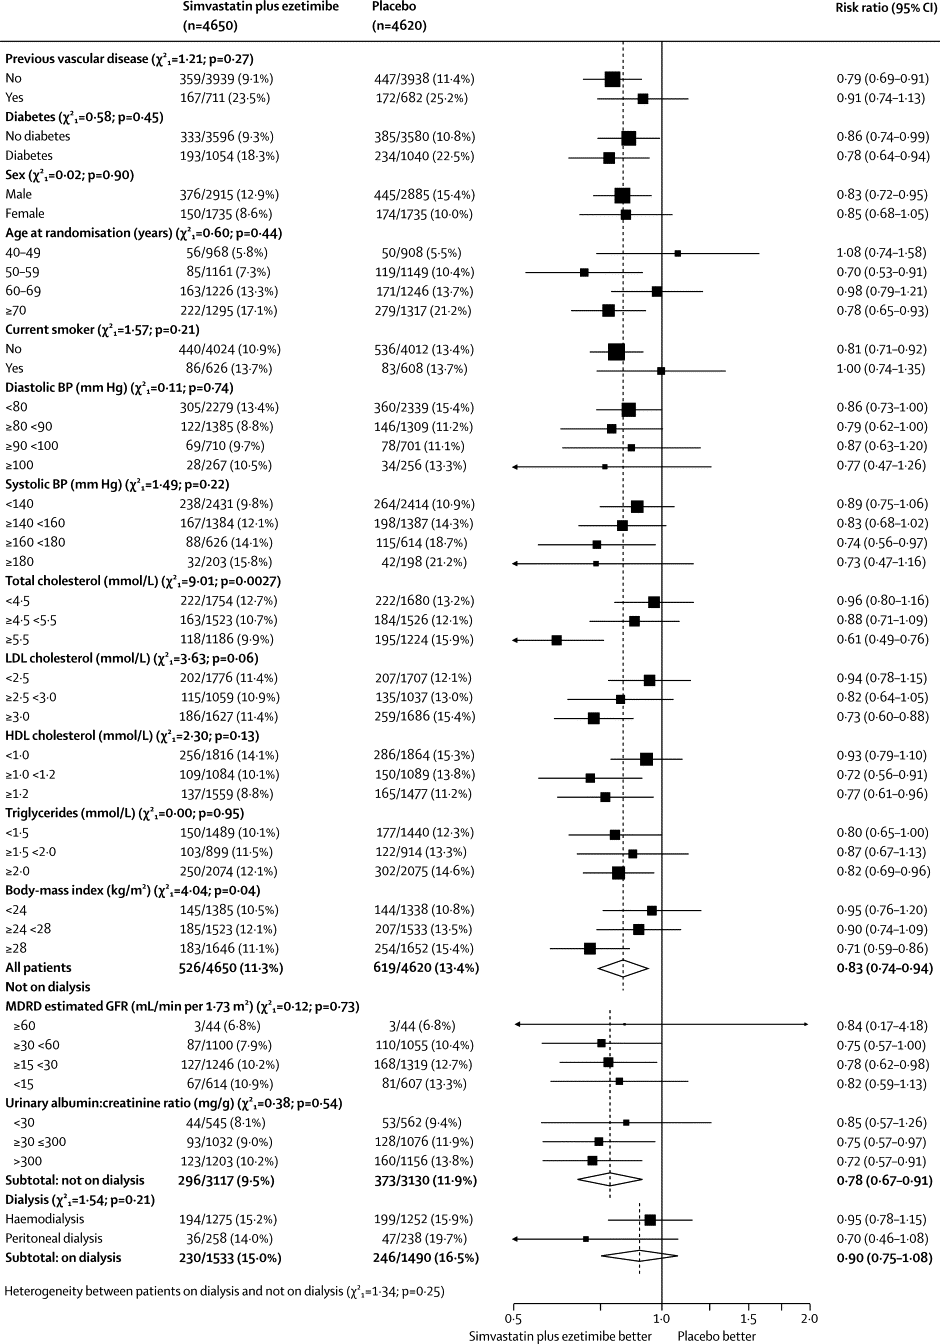 Simvastatin plus ezetimibe Placebo Risk ratio (95% CI)
(n=4650) (n=4620)
Previous vascular disease (χ²₁=1·21; p=0·27)
No 359/3939 (9·1%) 447/3938 (11·4%) 0·79 (0·69–0·91)
Yes 167/711 (23·5%) 172/682 (25·2%) 0·91 (0·74–1·13)
Diabetes (χ²₁=0·58; p=0·45)
No diabetes 333/3596 (9·3%) 385/3580 (10·8%) 0·86 (0·74–0·99)
Diabetes 193/1054 (18·3%) 234/1040 (22·5%) 0·78 (0·64–0·94)
Sex (χ²₁=0·02; p=0·90)
Male 376/2915 (12·9%) 445/2885 (15·4%) 0·83 (0·72–0·95)
Female 150/1735 (8·6%) 174/1735 (10·0%) 0·85 (0·68–1·05)
Age at randomisation (years) (χ²₁=0·60; p=0·44)
40–49 56/968 (5·8%) 50/908 (5·5%) 1·08 (0·74–1·58)
50–59 85/1161 (7·3%) 119/1149 (10·4%) 0·70 (0·53–0·91)
60–69 163/1226 (13·3%) 171/1246 (13·7%) 0·98 (0·79–1·21)
≥70 222/1295 (17·1%) 279/1317 (21·2%) 0·78 (0·65–0·93)
Current smoker (χ²₁=1·57; p=0·21)
No 440/4024 (10·9%) 536/4012 (13·4%) 0·81 (0·71–0·92)
Yes 86/626 (13·7%) 83/608 (13·7%) 1·00 (0·74–1·35)
Diastolic BP (mm Hg) (χ²₁=0·11; p=0·74)
<80 305/2279 (13·4%) 360/2339 (15·4%) 0·86 (0·73–1·00)
≥80 <90 122/1385 (8·8%) 146/1309 (11·2%) 0·79 (0·62–1·00)
≥90 <100 69/710 (9·7%) 78/701 (11·1%) 0·87 (0·63–1·20)
≥100 28/267 (10·5%) 34/256 (13·3%) 0·77 (0·47–1·26)
Systolic BP (mm Hg) (χ²₁=1·49; p=0·22)
<140 238/2431 (9·8%) 264/2414 (10·9%) 0·89 (0·75–1·06)
≥140 <160 167/1384 (12·1%) 198/1387 (14·3%) 0·83 (0·68–1·02)
≥160 <180 88/626 (14·1%) 115/614 (18·7%) 0·74 (0·56–0·97)
≥180 32/203 (15·8%) 42/198 (21·2%) 0·73 (0·47–1·16)
Total cholesterol (mmol/L) (χ²₁=9·01; p=0·0027)
<4·5 222/1754 (12·7%) 222/1680 (13·2%) 0·96 (0·80–1·16)
≥4·5 <5·5 163/1523 (10·7%) 184/1526 (12·1%) 0·88 (0·71–1·09)
≥5·5 118/1186 (9·9%) 195/1224 (15·9%) 0·61 (0·49–0·76)
LDL cholesterol (mmol/L) (χ²₁=3·63; p=0·06)
<2·5 202/1776 (11·4%) 207/1707 (12·1%) 0·94 (0·78–1·15)
≥2·5 <3·0 115/1059 (10·9%) 135/1037 (13·0%) 0·82 (0·64–1·05)
≥3·0 186/1627 (11·4%) 259/1686 (15·4%) 0·73 (0·60–0·88)
HDL cholesterol (mmol/L) (χ²₁=2·30; p=0·13)
<1·0 256/1816 (14·1%) 286/1864 (15·3%) 0·93 (0·79–1·10)
≥1·0 <1·2 109/1084 (10·1%) 150/1089 (13·8%) 0·72 (0·56–0·91)
≥1·2 137/1559 (8·8%) 165/1477 (11·2%) 0·77 (0·61–0·96)
Triglycerides (mmol/L) (χ²₁=0·00; p=0·95)
<1·5 150/1489 (10·1%) 177/1440 (12·3%) 0·80 (0·65–1·00)
≥1·5 <2·0 103/899 (11·5%) 122/914 (13·3%) 0·87 (0·67–1·13)
≥2·0 250/2074 (12·1%) 302/2075 (14·6%) 0·82 (0·69–0·96)
Body-mass index (kg/m²) (χ²₁=4·04; p=0·04)
<24 145/1385 (10·5%) 144/1338 (10·8%) 0·95 (0·76–1·20)
≥24 <28 185/1523 (12·1%) 207/1533 (13·5%) 0·90 (0·74–1·09)
≥28 183/1646 (11·1%) 254/1652 (15·4%) 0·71 (0·59–0·86)
All patients 526/4650 (11·3%) 619/4620 (13·4%) 0·83 (0·74–0·94)
Not on dialysis
MDRD estimated GFR (mL/min per 1·73 m²) (χ²₁=0·12; p=0·73)
≥60 3/44 (6·8%) 3/44 (6·8%) 0·84 (0·17–4·18)
≥30 <60 87/1100 (7·9%) 110/1055 (10·4%) 0·75 (0·57–1·00)
≥15 <30 127/1246 (10·2%) 168/1319 (12·7%) 0·78 (0·62–0·98)
<15 67/614 (10·9%) 81/607 (13·3%) 0·82 (0·59–1·13)
Urinary albumin:creatinine ratio (mg/g) (χ²₁=0·38; p=0·54)
<30 44/545 (8·1%) 53/562 (9·4%) 0·85 (0·57–1·26)
≥30 ≤300 93/1032 (9·0%) 128/1076 (11·9%) 0·75 (0·57–0·97)
>300 123/1203 (10·2%) 160/1156 (13·8%) 0·72 (0·57–0·91)
Subtotal: not on dialysis 296/3117 (9·5%) 373/3130 (11·9%) 0·78 (0·67–0·91)
Dialysis (χ²₁=1·54; p=0·21)
Haemodialysis 194/1275 (15·2%) 199/1252 (15·9%) 0·95 (0·78–1·15)
Peritoneal dialysis 36/258 (14·0%) 47/238 (19·7%) 0·70 (0·46–1·08)
Subtotal: on dialysis 230/1533 (15·0%) 246/1490 (16·5%) 0·90 (0·75–1·08)
Heterogeneity between patients on dialysis and not on dialysis (χ²₁=1·34; p=0·25)
0·5 1·0 1·5 2·0
Simvastatin plus ezetimibe better Placebo better